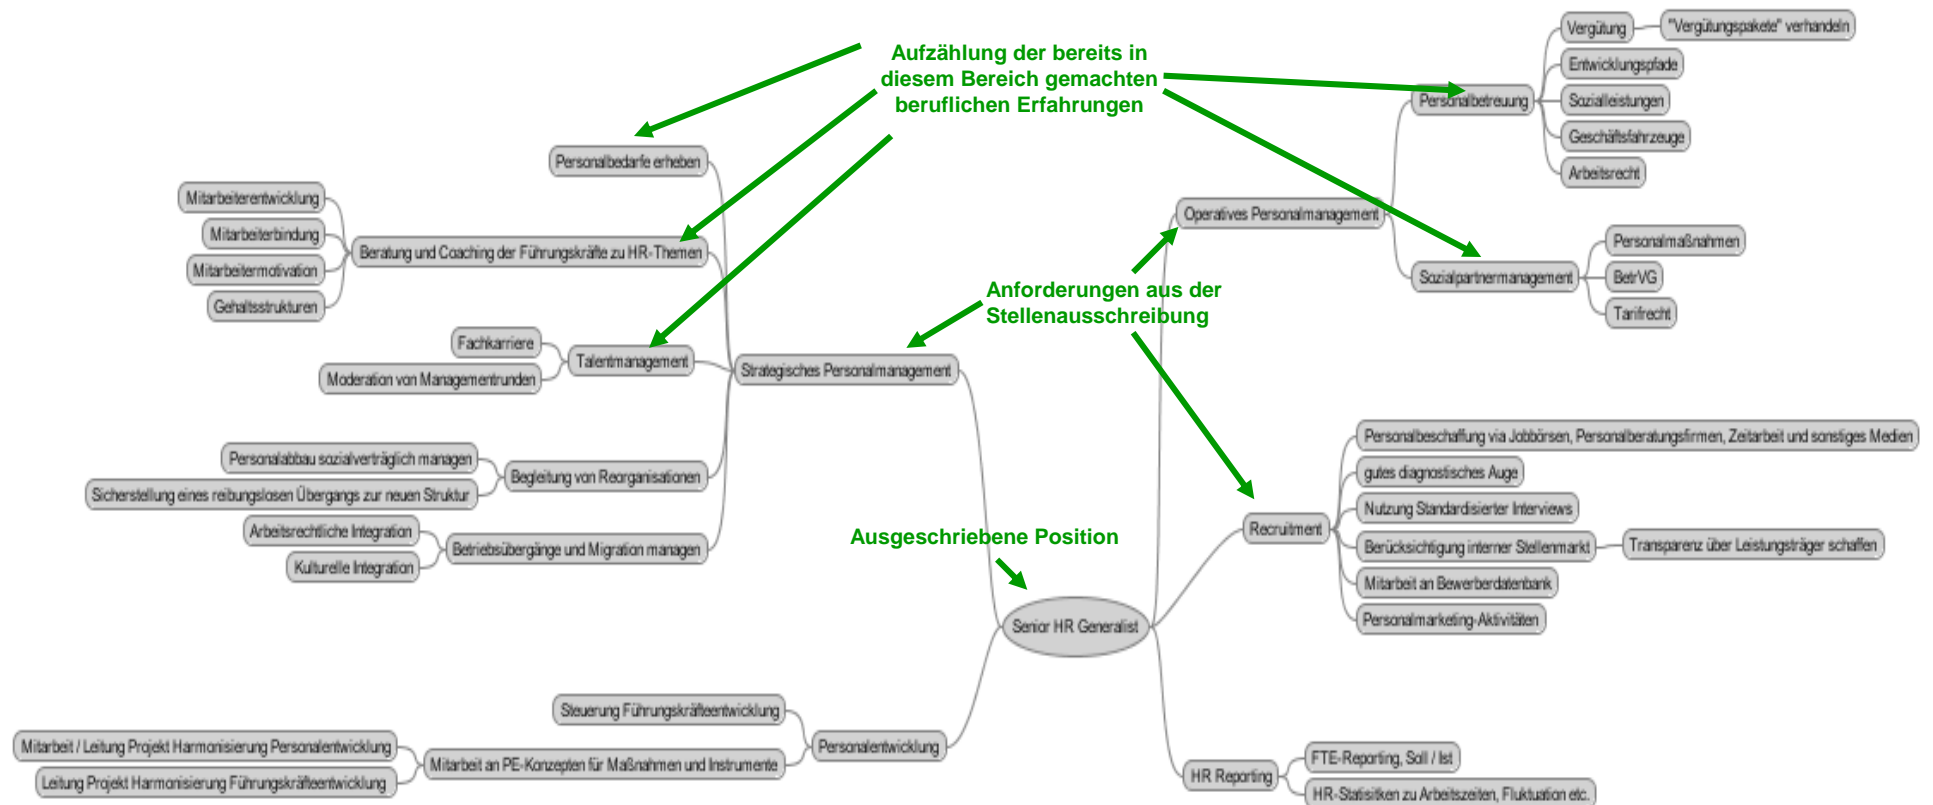 Aufzählung der bereits in
diesem Bereich gemachten
beruflichen Erfahrungen
Anforderungen aus der
Stellenausschreibung
Ausgeschriebene Position
Senior HR Generalist
Strategisches Personalmanagement
Personalbedarfe erheben
Beratung und Coaching der Führungskräfte zu HR-Themen
Mitarbeiterentwicklung
Mitarbeiterbindung
Mitarbeitermotivation
Gehaltsstrukturen
Talentmanagement
Fachkarriere
Moderation von Managementrunden
Begleitung von Reorganisationen
Personalabbau sozialverträglich managen
Sicherstellung eines reibungslosen Übergangs zur neuen Struktur
Betriebsübergänge und Migration managen
Arbeitsrechtliche Integration
Kulturelle Integration
Personalentwicklung
Steuerung Führungskräfteentwicklung
Mitarbeit an PE-Konzepten für Maßnahmen und Instrumente
Mitarbeit / Leitung Projekt Harmonisierung Personalentwicklung
Leitung Projekt Harmonisierung Führungskräfteentwicklung
Operatives Personalmanagement
Personalbetreuung
Vergütung
"Vergütungspakete" verhandeln
Entwicklungspfade
Sozialleistungen
Geschäftsfahrzeuge
Arbeitsrecht
Sozialpartnermanagement
Personalmaßnahmen
BetrVG
Tarifrecht
Recruitment
Personalbeschaffung via Jobbörsen, Personalberatungsfirmen, Zeitarbeit und sonstiges Medien
gutes diagnostisches Auge
Nutzung Standardisierter Interviews
Berücksichtigung interner Stellenmarkt
Transparenz über Leistungsträger schaffen
Mitarbeit an Bewerberdatenbank
Personalmarketing-Aktivitäten
HR Reporting
FTE-Reporting, Soll / Ist
HR-Statisitken zu Arbeitszeiten, Fluktuation etc.